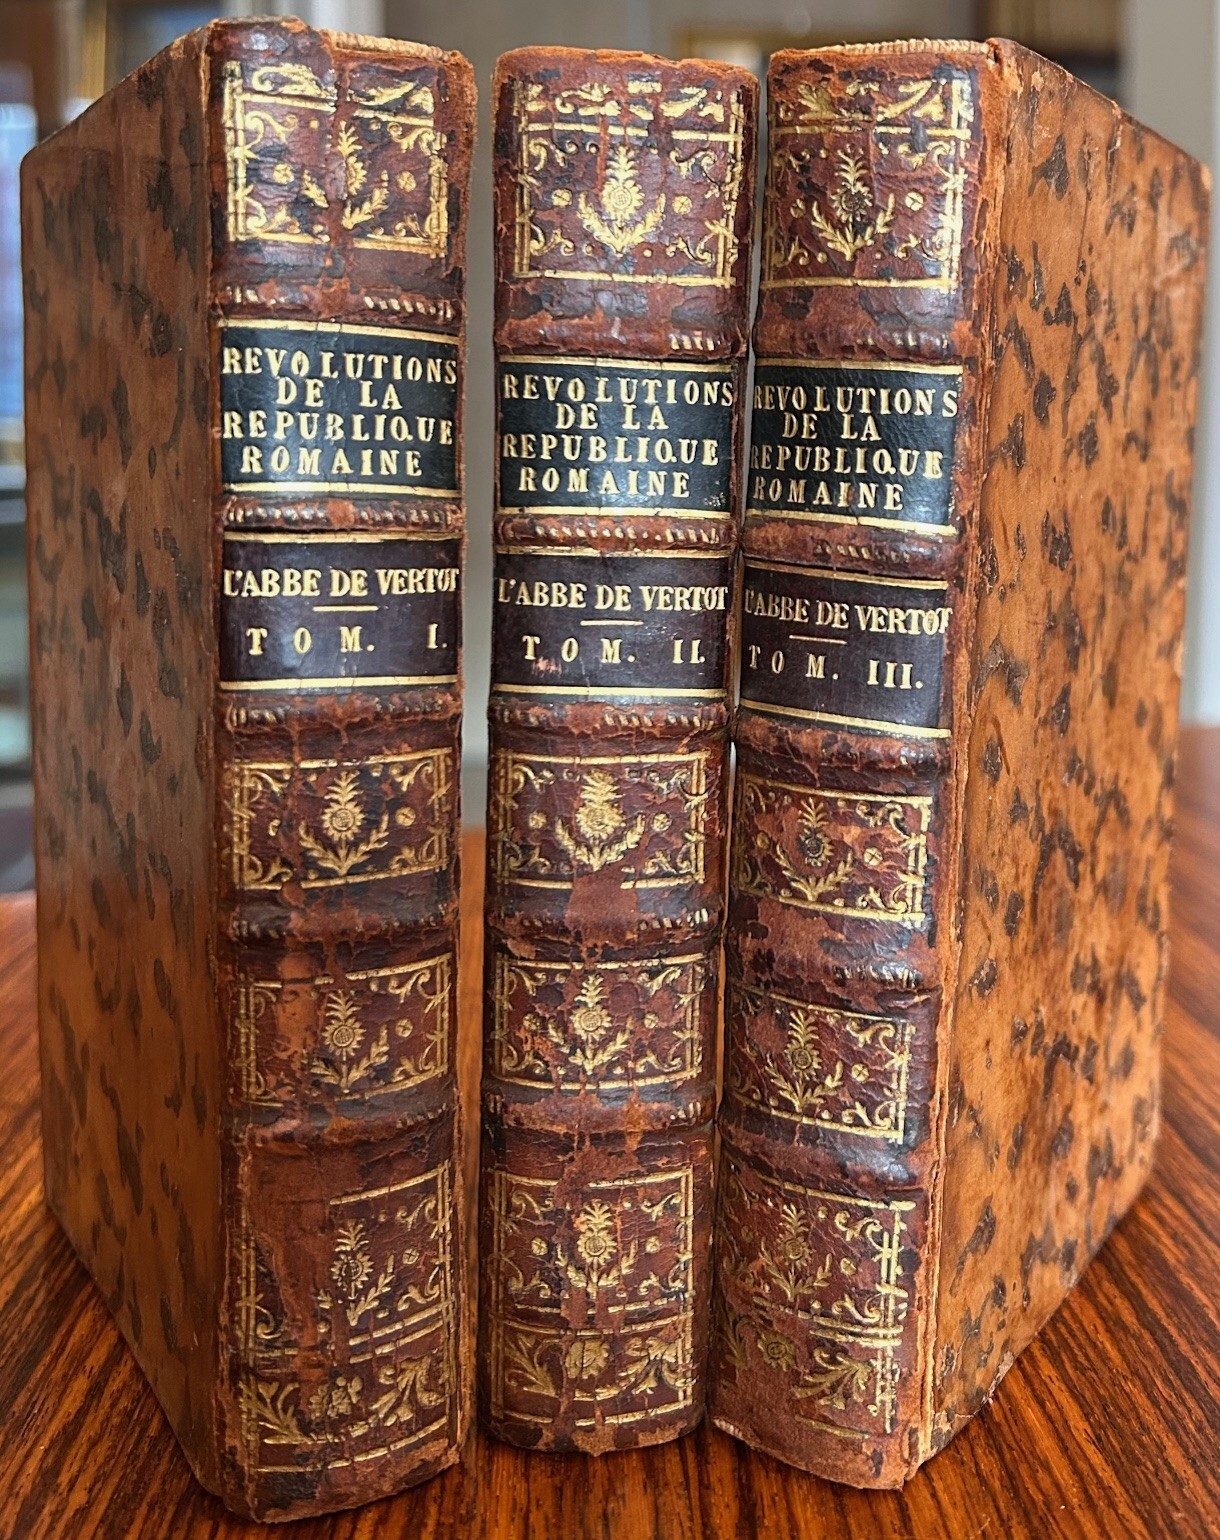 REVOLUTIONS
DE LA
REPUBLIQUE
ROMAINE
L'ABBE DE VERTOT
TOM. I.
REVOLUTIONS
DE LA
REPUBLIQUE
ROMAINE
L'ABBE DE VERTOT
TOM. II.
REVOLUTIONS
DE LA
REPUBLIQUE
ROMAINE
L'ABBE DE VERTOT
TOM. III.